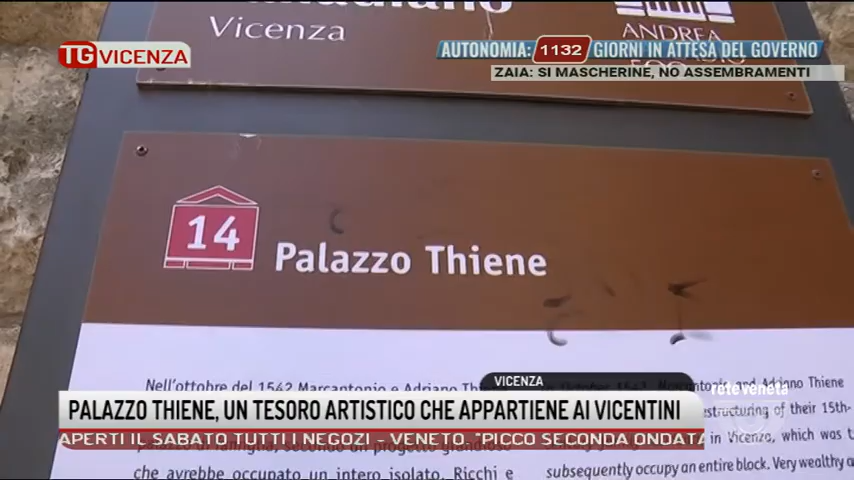 Vicenza
ANDREA
TG VICENZA
AUTONOMIA: 1132 GIORNI IN ATTESA DEL GOVERNO
ZAIA: SI MASCHERINE, NO ASSEMBRAMENTI
14
Palazzo Thiene
Nell'ottobre del 1542 Marcantonio e Adriano
1542, Marcantonio and Adriano Thiene
restructuring of their 15th-
in Vicenza, which was
che avrebbe occupato un intero isolato. Ricchi e
subsequently occupy an entire block. Very wealthy
VICENZA
reteveneta
PALAZZO THIENE, UN TESORO ARTISTICO CHE APPARTIENE AI VICENTINI
APERTI IL SABATO TUTTI I NEGOZI - VENETO. "PICCO SECONDA ONDATA